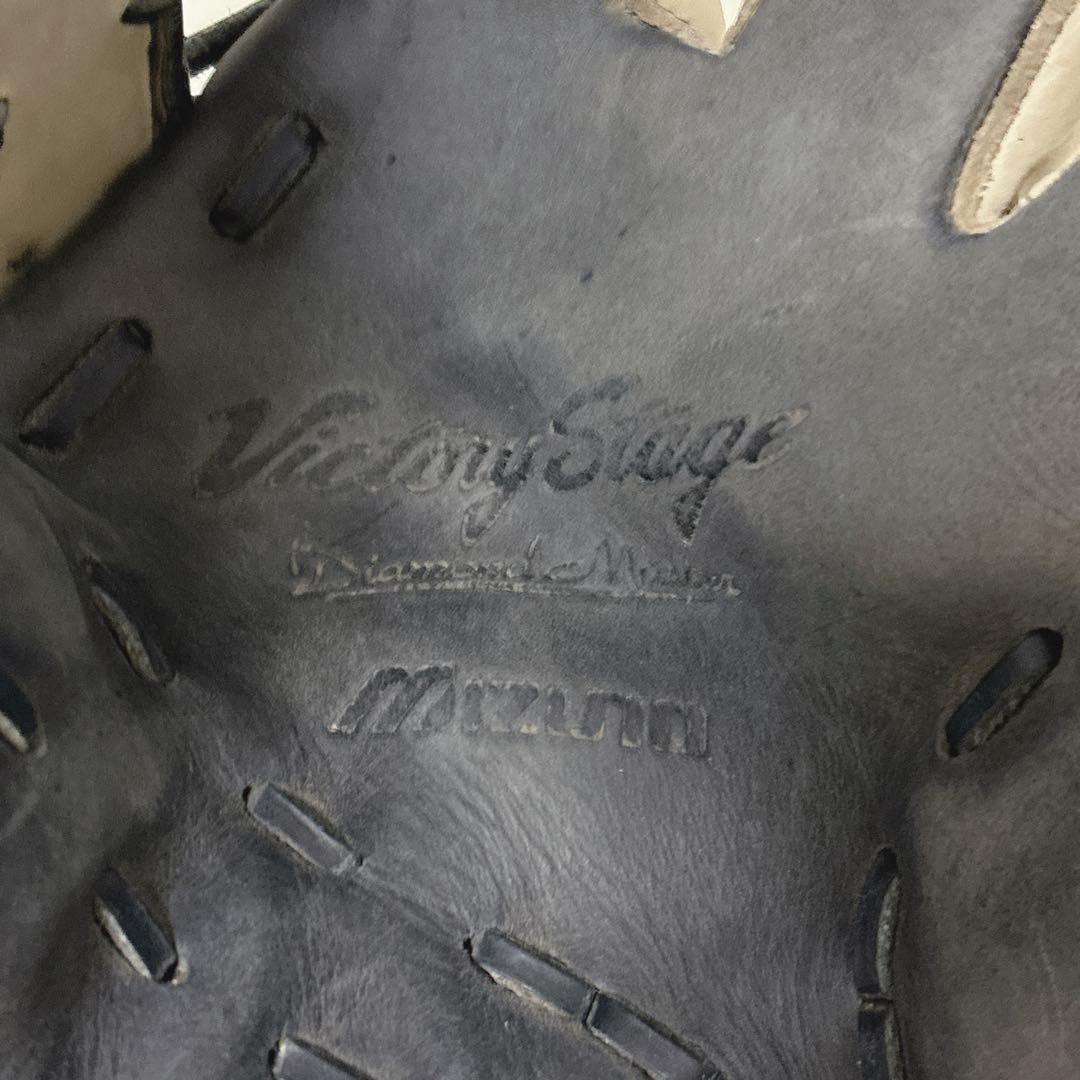 Victory Stage
Diamond Master
MIZUNO